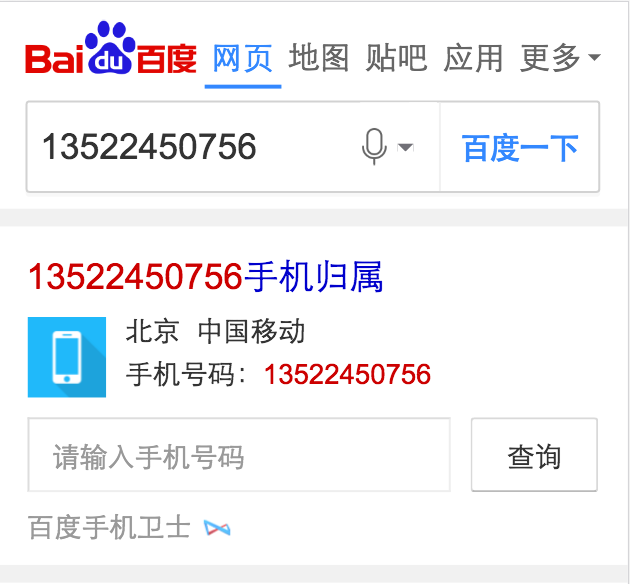 Bai du 百度 网页 地图 贴吧 应用 更多
13522450756 百度一下
13522450756手机归属
北京 中国移动
手机号码：13522450756
请输入手机号码 查询
百度手机卫士